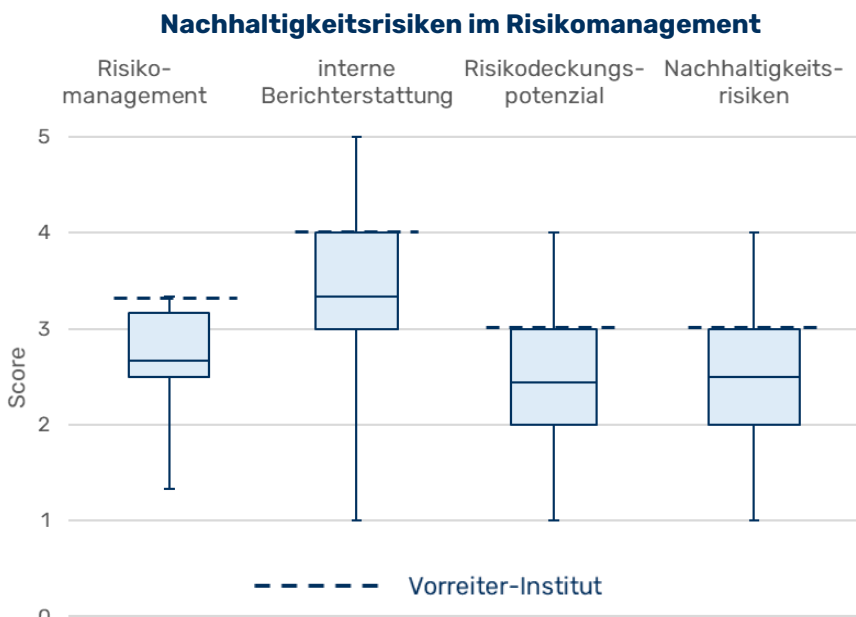 Nachhaltigkeitsrisiken im Risikomanagement
Risiko-
management
interne
Berichterstattung
Risikodeckungs-
potenzial
Nachhaltigkeits-
risiken
5
4
3
2
1
0
Score
Vorreiter-Institut